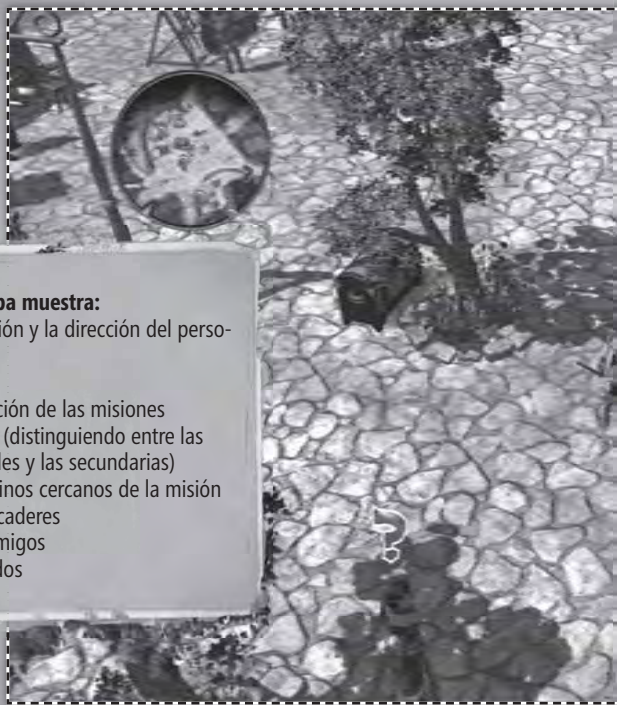 pa muestra:
ión y la dirección del perso-
ción de las misiones
(distinguiendo entre las
les y las secundarias)
inos cercanos de la misión
caderes
migos
dos
?